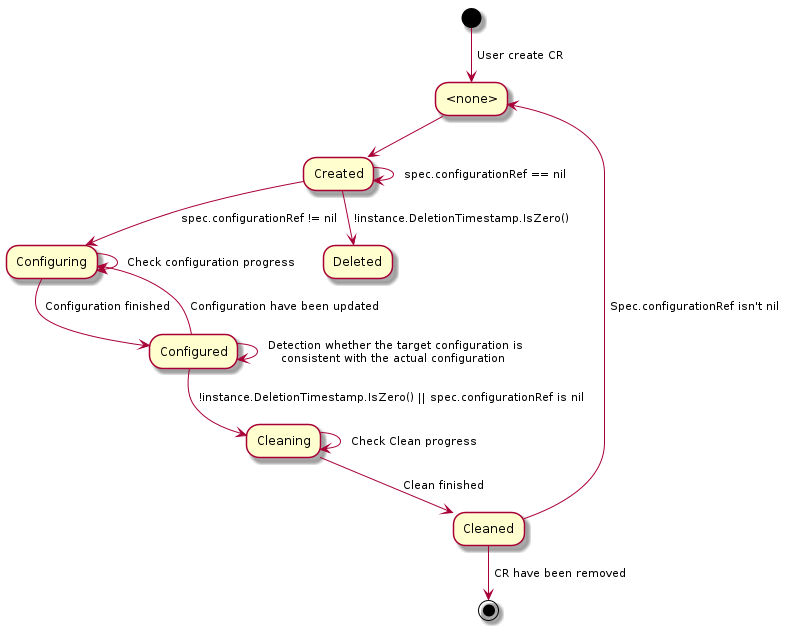 User create CR
<none>
Created
spec.configurationRef == nil
spec.configurationRef != nil
!instance.DeletionTimestamp.IsZero()
Configuring
Check configuration progress
Deleted
Configuration finished
Configuration have been updated
Spec.configurationRef isn't nil
Configured
Detection whether the target configuration is
consistent with the actual configuration
!instance.DeletionTimestamp.IsZero() || spec.configurationRef is nil
Cleaning
Check Clean progress
Clean finished
Cleaned
CR have been removed